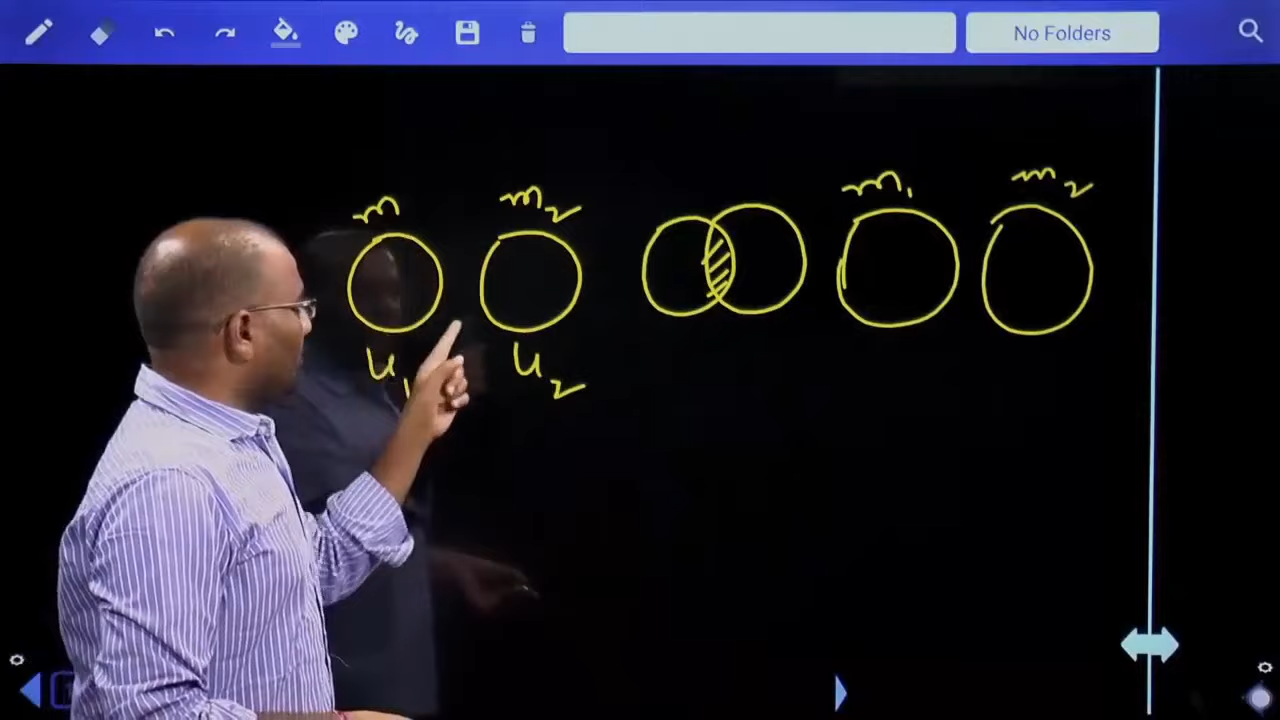 No Folders
m m₂ m₁ m₂
u₁ u₂